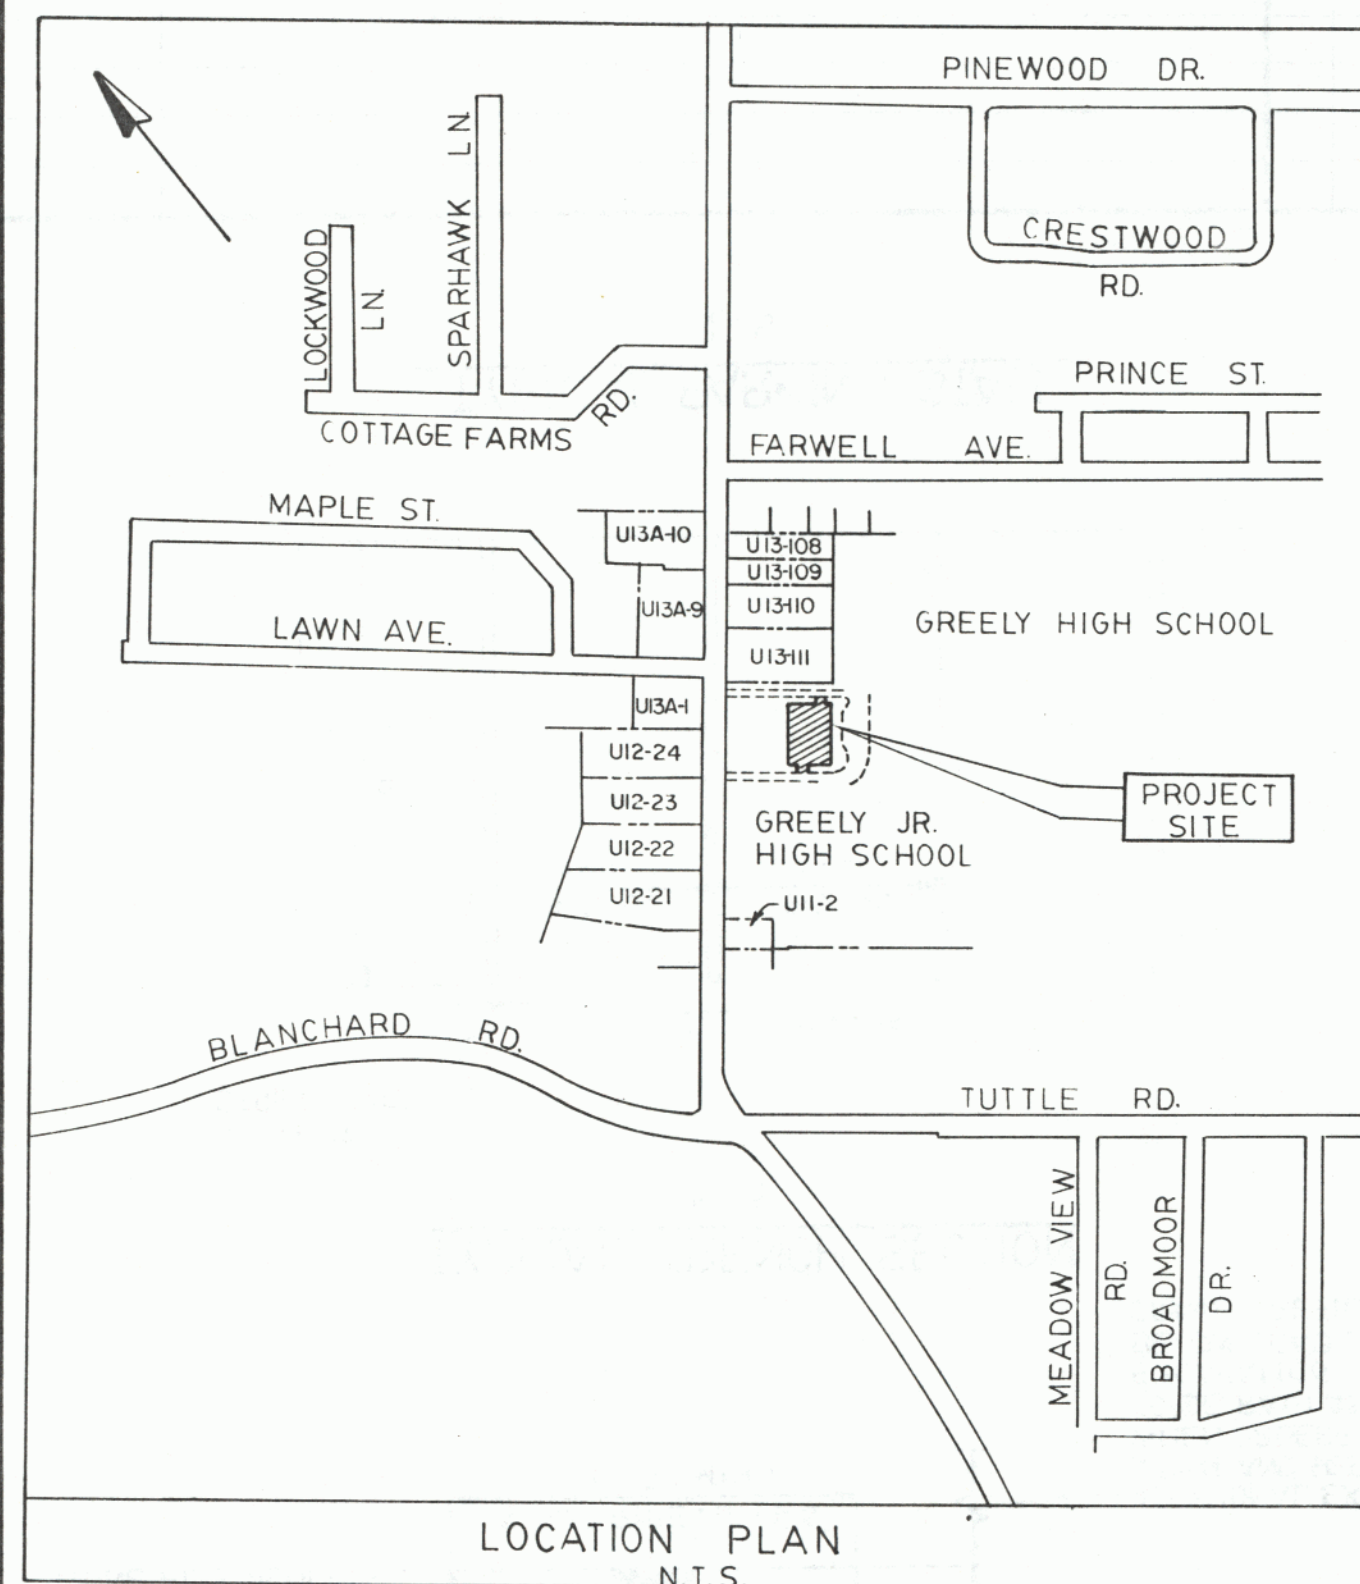 PINEWOOD DR.
CRESTWOOD
RD.
SPARHAWK LN.
LOCKWOOD
LN.
COTTAGE FARMS RD.
PRINCE ST.
FARWELL AVE.
MAPLE ST.
LAWN AVE.
U13A-10
U13A-9
U13-108
U13-109
U13-110
U13-111
GREELY HIGH SCHOOL
U13A-1
U12-24
U12-23
U12-22
U12-21
PROJECT
SITE
GREELY JR.
HIGH SCHOOL
U11-2
BLANCHARD RD.
TUTTLE RD.
MEADOW VIEW
RD.
BROADMOOR
DR.
LOCATION PLAN
N.T.S.